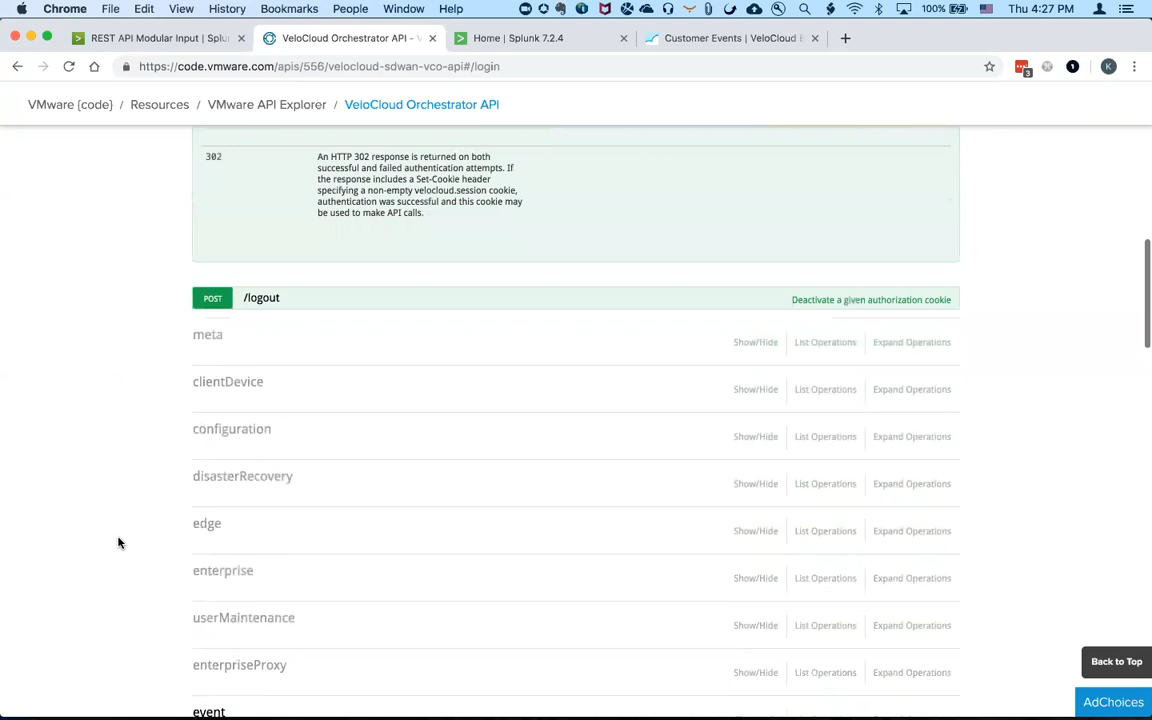 Chrome File Edit View History Bookmarks People Window Help 100% Thu 4:27 PM
REST API Modular Input | Splun VeloCloud Orchestrator API - V Home | Splunk 7.2.4 Customer Events | VeloCloud E
https://code.vmware.com/apis/556/velocloud-sdwan-vco-api#/login 3 1 K
VMware {code} / Resources / VMware API Explorer / VeloCloud Orchestrator API
302 An HTTP 302 response is returned on both
successful and failed authentication attempts. If
the response includes a Set-Cookie header
specifying a non-empty velocloud.session cookie,
authentication was successful and this cookie may
be used to make API calls.
POST /logout Deactivate a given authorization cookie
meta Show/Hide List Operations Expand Operations
clientDevice Show/Hide List Operations Expand Operations
configuration Show/Hide List Operations Expand Operations
disasterRecovery Show/Hide List Operations Expand Operations
edge Show/Hide List Operations Expand Operations
enterprise Show/Hide List Operations Expand Operations
userMaintenance Show/Hide List Operations Expand Operations
enterpriseProxy Show/Hide List Operations Expand Operations
event
Back to Top
AdChoices